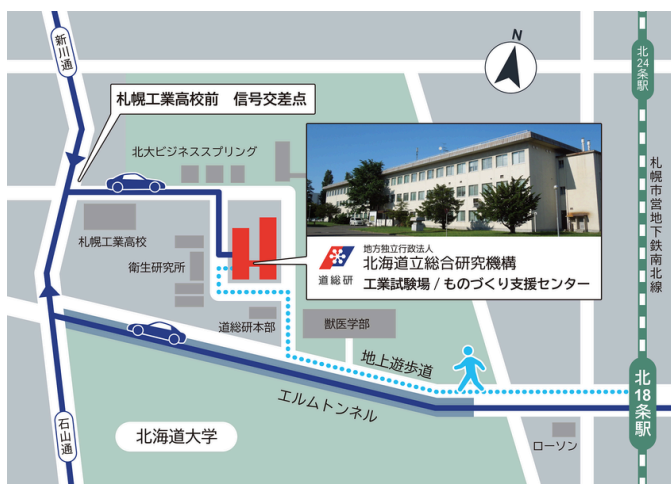 新川通
札幌工業高校前 信号交差点
N
北24条駅
北大ビジネススプリング
札幌市営地下鉄南北線
札幌工業高校
衛生研究所
道総研
地方独立行政法人
北海道立総合研究機構
工業試験場/ものづくり支援センター
道総研本部
獣医学部
地上遊歩道
エルムトンネル
北18条駅
石山通
北海道大学
ローソン